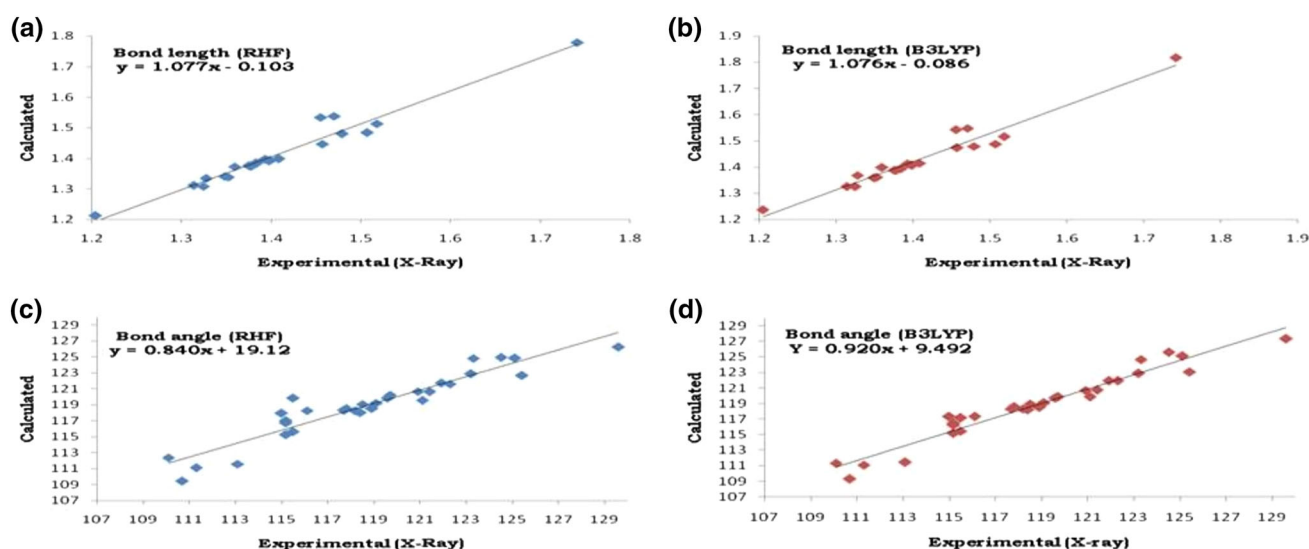 (a)
Bond length (RHF)
y = 1.077x - 0.103
1.8
1.7
1.6
1.5
1.4
1.3
1.2
Calculated
1.2 1.3 1.4 1.5 1.6 1.7 1.8
Experimental (X-Ray)
(b)
Bond length (B3LYP)
y = 1.076x - 0.086
1.9
1.8
1.7
1.6
1.5
1.4
1.3
1.2
Calculated
1.2 1.3 1.4 1.5 1.6 1.7 1.8 1.9
Experimental (X-Ray)
(c)
Bond angle (RHF)
y = 0.840x + 19.12
129
127
125
123
121
119
117
115
113
111
109
107
Calculated
107 109 111 113 115 117 119 121 123 125 127 129
Experimental (X-Ray)
(d)
Bond angle (B3LYP)
Y = 0.920x + 9.492
129
127
125
123
121
119
117
115
113
111
109
107
Calculated
107 109 111 113 115 117 119 121 123 125 127 129
Experimental (X-ray)